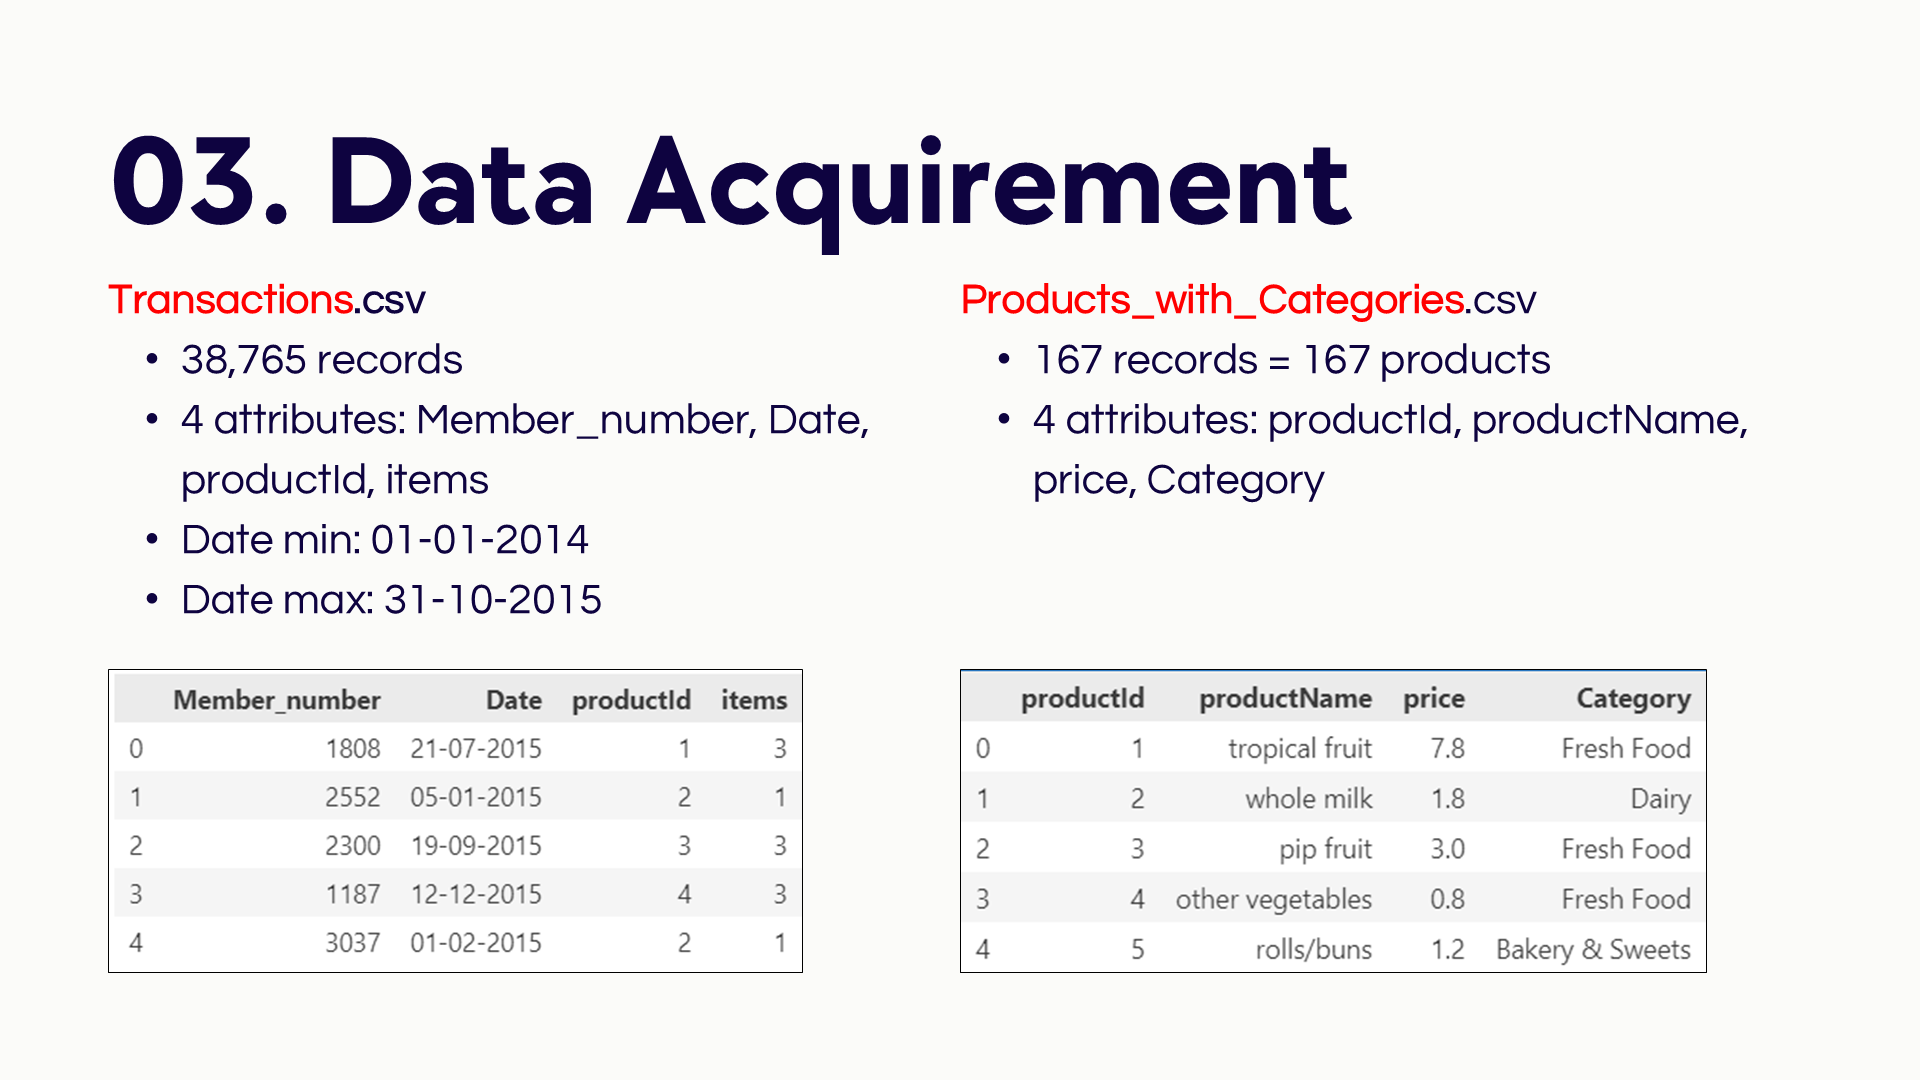 03. Data Acquirement
Transactions.csv
• 38,765 records
• 4 attributes: Member_number, Date,
productId, items
• Date min: 01-01-2014
• Date max: 31-10-2015
Products_with_Categories.csv
• 167 records = 167 products
• 4 attributes: productId, productName,
price, Category
Member_number Date productId items
0 1808 21-07-2015 1 3
1 2552 05-01-2015 2 1
2 2300 19-09-2015 3 3
3 1187 12-12-2015 4 3
4 3037 01-02-2015 2 1
productId productName price Category
0 1 tropical fruit 7.8 Fresh Food
1 2 whole milk 1.8 Dairy
2 3 pip fruit 3.0 Fresh Food
3 4 other vegetables 0.8 Fresh Food
4 5 rolls/buns 1.2 Bakery & Sweets